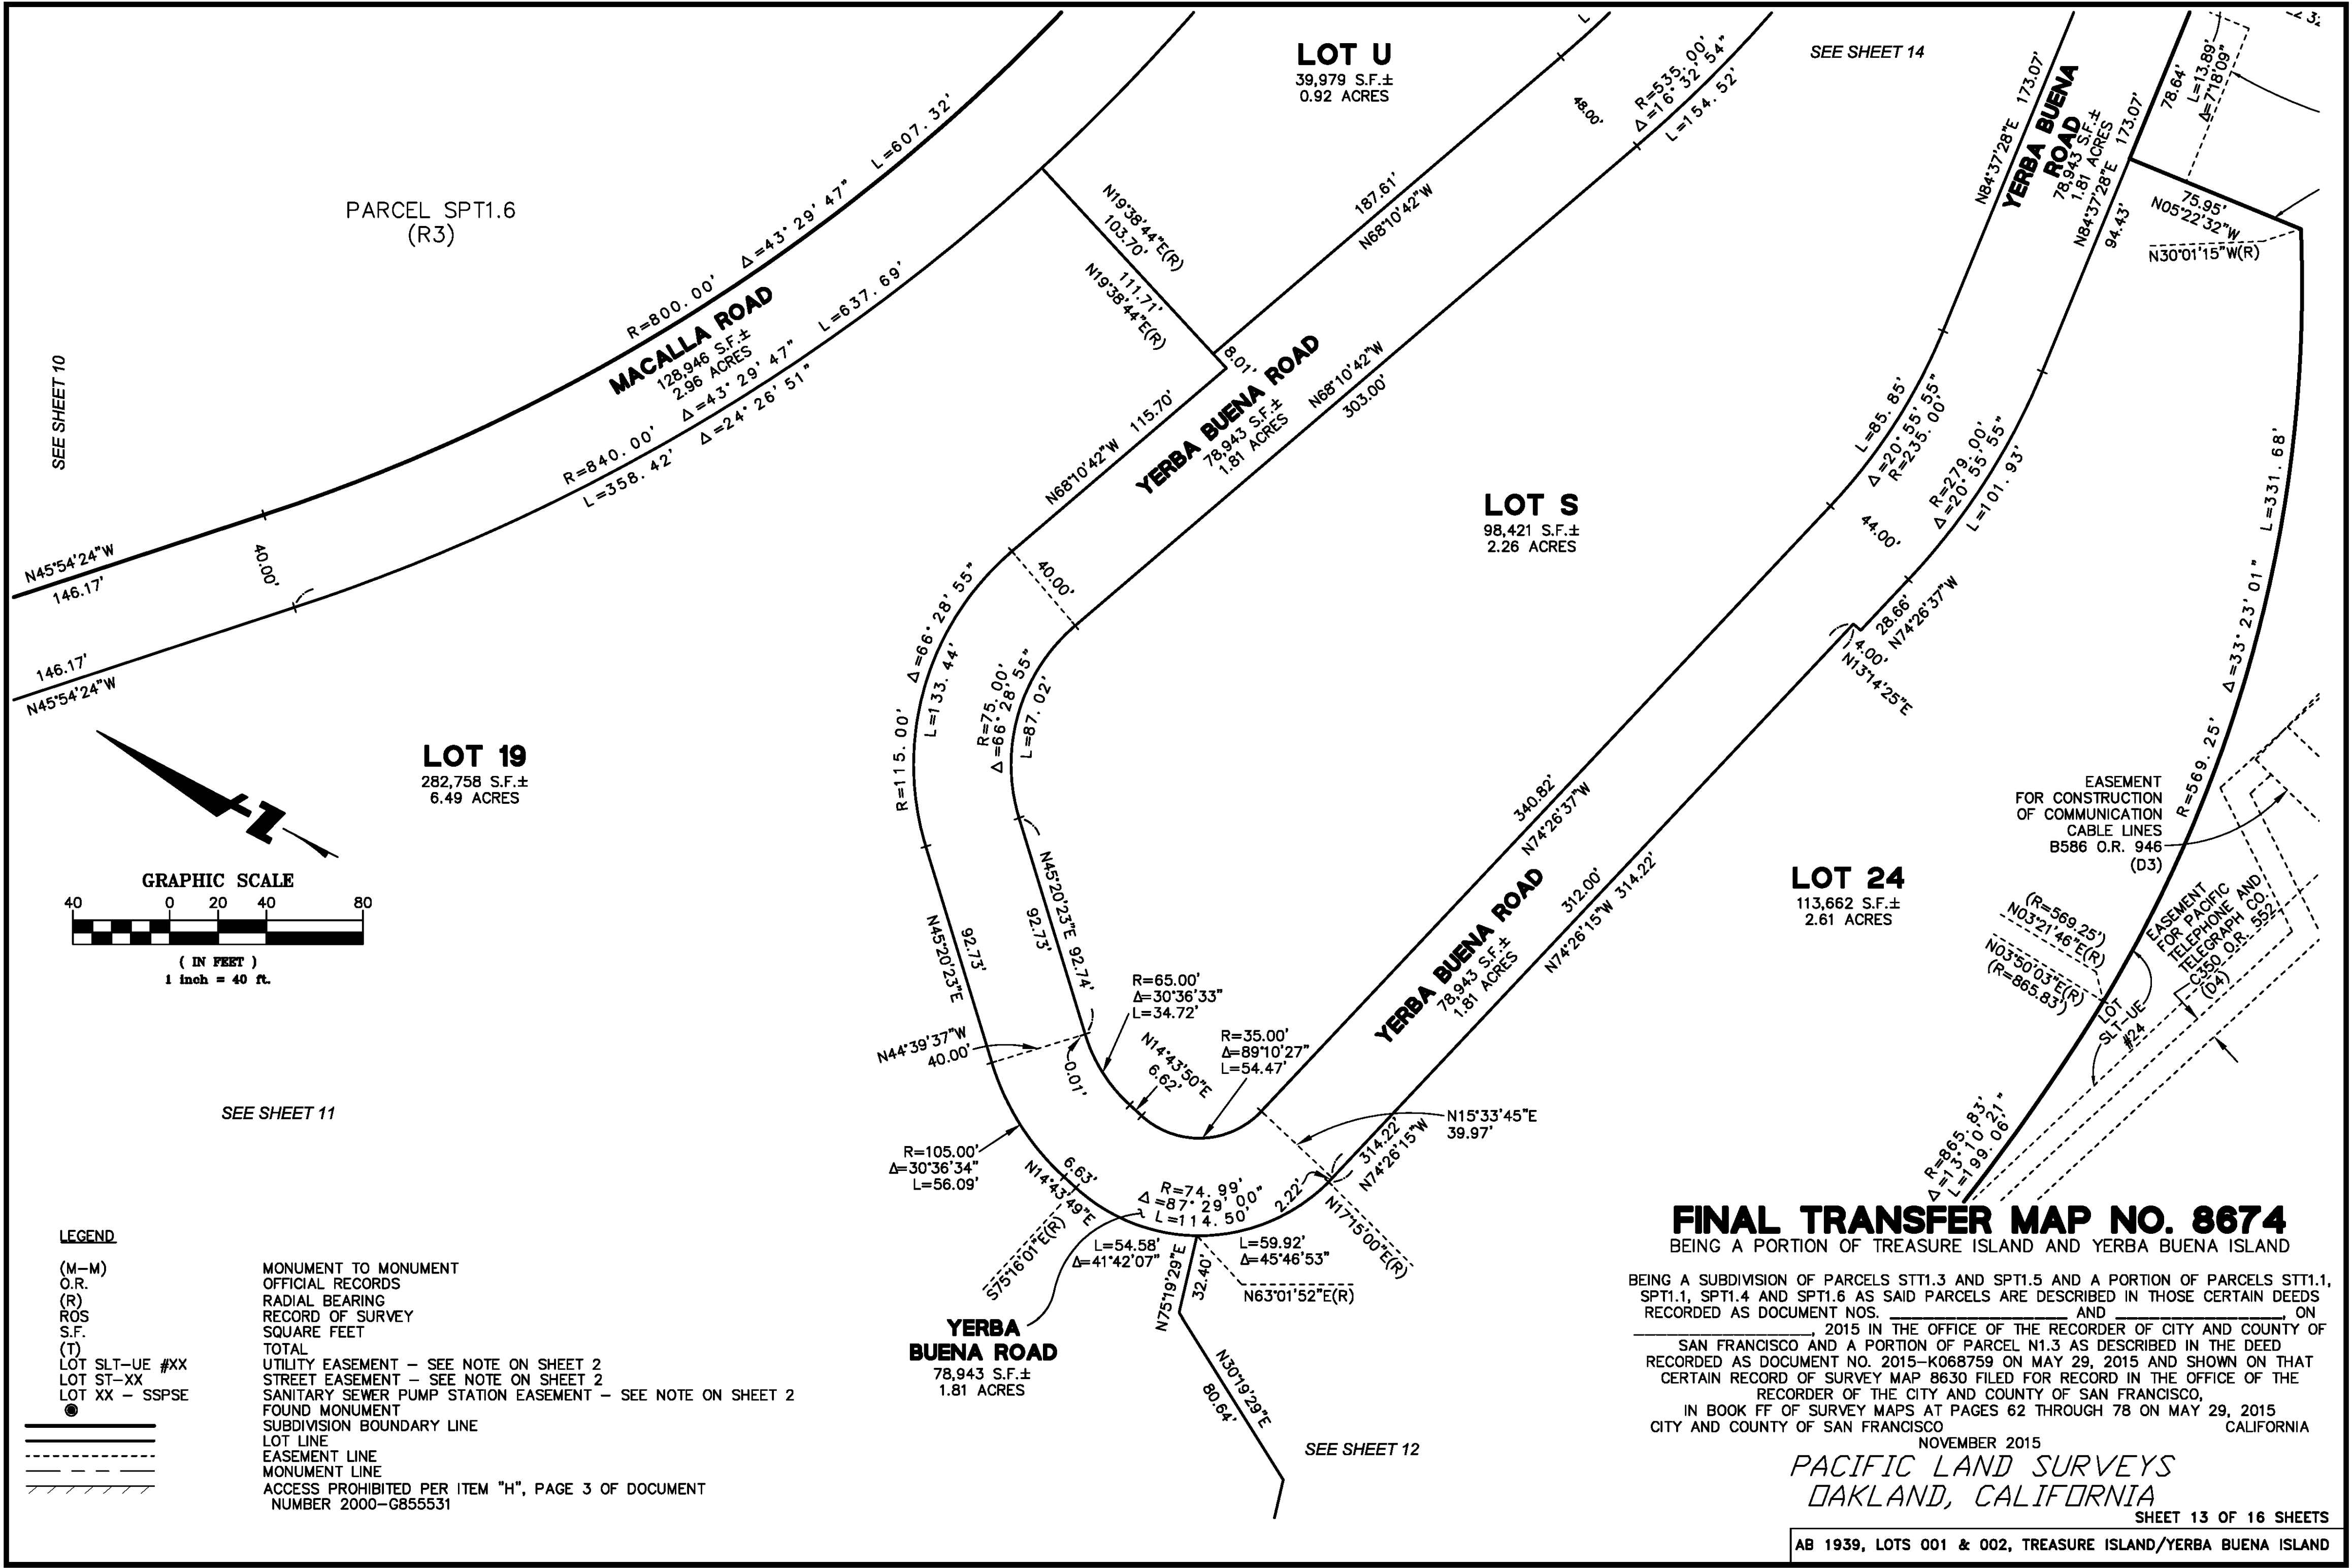 LOT U
39,979 S.F.±
0.92 ACRES
SEE SHEET 14
PARCEL SPT1.6
(R3)
SEE SHEET 10
R=800.00' Δ=43°29'47" L=607.32'
MACALLA ROAD
128,946 S.F.±
2.96 ACRES
R=840.00' Δ=43°29'47" L=637.69'
L=358.42' Δ=24°26'51"
N45°54'24"W
146.17'
40.00'
146.17'
N45°54'24"W
N19°38'44"E(R)
103.70'
111.71'
N19°38'44"E(R)
8.01'
187.61'
N68°10'42"W
48.00'
L
R=535.00'
Δ=16°32'54"
L=154.52'
N68°10'42"W 115.70'
YERBA BUENA ROAD
78,943 S.F.±
1.81 ACRES
N68°10'42"W
303.00'
N84°37'28"E 173.07'
YERBA BUENA
ROAD
78,943 S.F.±
1.81 ACRES
N84°37'28"E 173.07'
94.43'
78.64'
L=13.89'
Δ=7°18'09"
75.95'
N05°22'32"W
N30°01'15"W(R)
LOT S
98,421 S.F.±
2.26 ACRES
L=85.85'
Δ=20°55'55"
R=235.00'
R=279.00'
Δ=20°55'55"
L=101.93'
44.00'
28.66'
N74°26'37"W
4.00'
N13°14'25"E
R=569.25' Δ=33°23'01" L=331.68'
40.00'
R=115.00' Δ=66°28'55"
L=133.44'
R=75.00'
Δ=66°28'55"
L=87.02'
LOT 19
282,758 S.F.±
6.49 ACRES
N
GRAPHIC SCALE
40 0 20 40 80
( IN FEET )
1 inch = 40 ft.
SEE SHEET 11
N45°20'23"E
92.73'
N45°20'23"E 92.74'
92.73'
N44°39'37"W
40.00'
0.01'
R=65.00'
Δ=30°36'33"
L=34.72'
N14°43'50"E
6.62'
R=35.00'
Δ=89°10'27"
L=54.47'
340.82'
N74°26'37"W
YERBA BUENA ROAD
78,943 S.F.±
1.81 ACRES
312.00'
N74°26'15"W 314.22'
LOT 24
113,662 S.F.±
2.61 ACRES
EASEMENT
FOR CONSTRUCTION
OF COMMUNICATION
CABLE LINES
B586 O.R. 946
(D3)
(R=569.25')
N03°21'46"E(R)
N03°50'03"E(R)
(R=865.83')
EASEMENT
FOR PACIFIC
TELEPHONE AND
TELEGRAPH CO.
C350 O.R. 552
(D4)
LOT
SLT-UE
#24
R=865.83'
Δ=13°10'21"
L=199.06'
N15°33'45"E
39.97'
314.22'
N74°26'15"W
R=105.00'
Δ=30°36'34"
L=56.09'
6.63'
N14°43'49"E
S75°16'01"E(R)
R=74.99'
Δ=87°29'00"
L=114.50'
2.22'
N17°15'00"E(R)
L=54.58'
Δ=41°42'07"
L=59.92'
Δ=45°46'53"
N63°01'52"E(R)
N75°19'29"E
32.40'
YERBA
BUENA ROAD
78,943 S.F.±
1.81 ACRES
N30°19'29"E
80.64'
SEE SHEET 12
LEGEND
(M-M) MONUMENT TO MONUMENT
O.R. OFFICIAL RECORDS
(R) RADIAL BEARING
ROS RECORD OF SURVEY
S.F. SQUARE FEET
(T) TOTAL
LOT SLT-UE #XX UTILITY EASEMENT - SEE NOTE ON SHEET 2
LOT ST-XX STREET EASEMENT - SEE NOTE ON SHEET 2
LOT XX - SSPSE SANITARY SEWER PUMP STATION EASEMENT - SEE NOTE ON SHEET 2
FOUND MONUMENT
SUBDIVISION BOUNDARY LINE
LOT LINE
EASEMENT LINE
MONUMENT LINE
ACCESS PROHIBITED PER ITEM "H", PAGE 3 OF DOCUMENT
NUMBER 2000-G855531
FINAL TRANSFER MAP NO. 8674
BEING A PORTION OF TREASURE ISLAND AND YERBA BUENA ISLAND
BEING A SUBDIVISION OF PARCELS STT1.3 AND SPT1.5 AND A PORTION OF PARCELS STT1.1,
SPT1.1, SPT1.4 AND SPT1.6 AS SAID PARCELS ARE DESCRIBED IN THOSE CERTAIN DEEDS
RECORDED AS DOCUMENT NOS. ________________ AND ________________, ON
________________, 2015 IN THE OFFICE OF THE RECORDER OF CITY AND COUNTY OF
SAN FRANCISCO AND A PORTION OF PARCEL N1.3 AS DESCRIBED IN THE DEED
RECORDED AS DOCUMENT NO. 2015-K068759 ON MAY 29, 2015 AND SHOWN ON THAT
CERTAIN RECORD OF SURVEY MAP 8630 FILED FOR RECORD IN THE OFFICE OF THE
RECORDER OF THE CITY AND COUNTY OF SAN FRANCISCO,
IN BOOK FF OF SURVEY MAPS AT PAGES 62 THROUGH 78 ON MAY 29, 2015
CITY AND COUNTY OF SAN FRANCISCO CALIFORNIA
NOVEMBER 2015
PACIFIC LAND SURVEYS
OAKLAND, CALIFORNIA
SHEET 13 OF 16 SHEETS
AB 1939, LOTS 001 & 002, TREASURE ISLAND/YERBA BUENA ISLAND